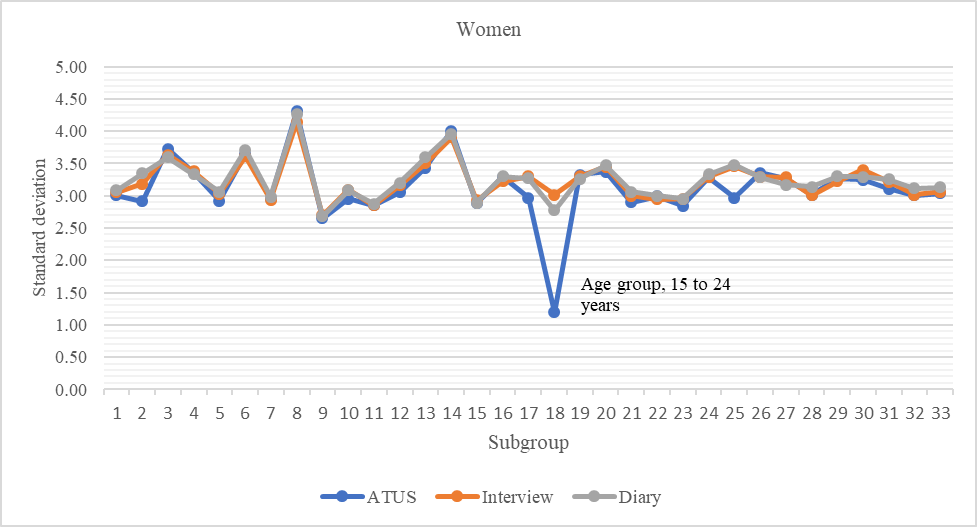 Women
5.00
4.50
4.00
3.50
3.00
2.50
2.00
1.50
1.00
0.50
0.00
Standard deviation
Age group, 15 to 24
years
1 2 3 4 5 6 7 8 9 10 11 12 13 14 15 16 17 18 19 20 21 22 23 24 25 26 27 28 29 30 31 32 33
Subgroup
ATUS Interview Diary